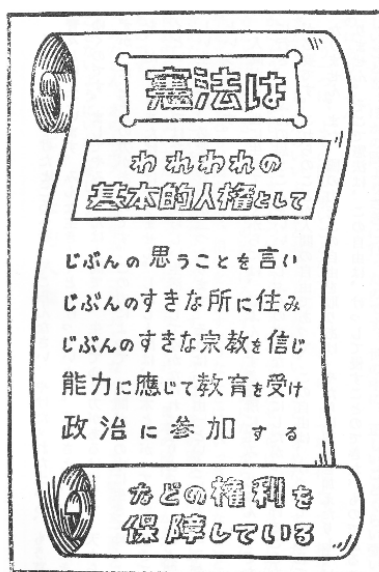 憲法は
われわれの
基本的人権として
じぶんの思うことを言い
じぶんのすきな所に住み
じぶんのすきな宗教を信じ
能力に應じて教育を受け
政治に参加する
などの権利を
保障している